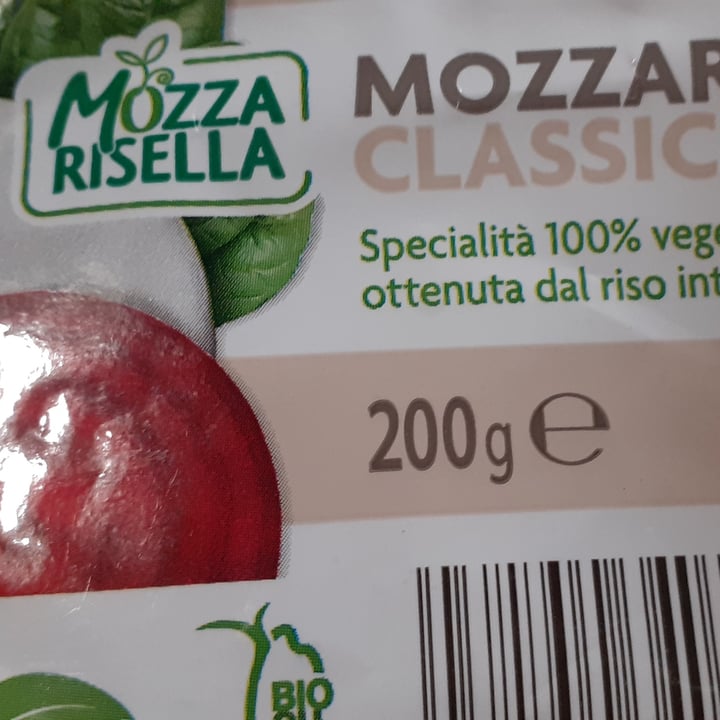 MOZZA
RISELLA
MOZZAR
CLASSIC
Specialità 100% veg
ottenuta dal riso int
200g e
BIO